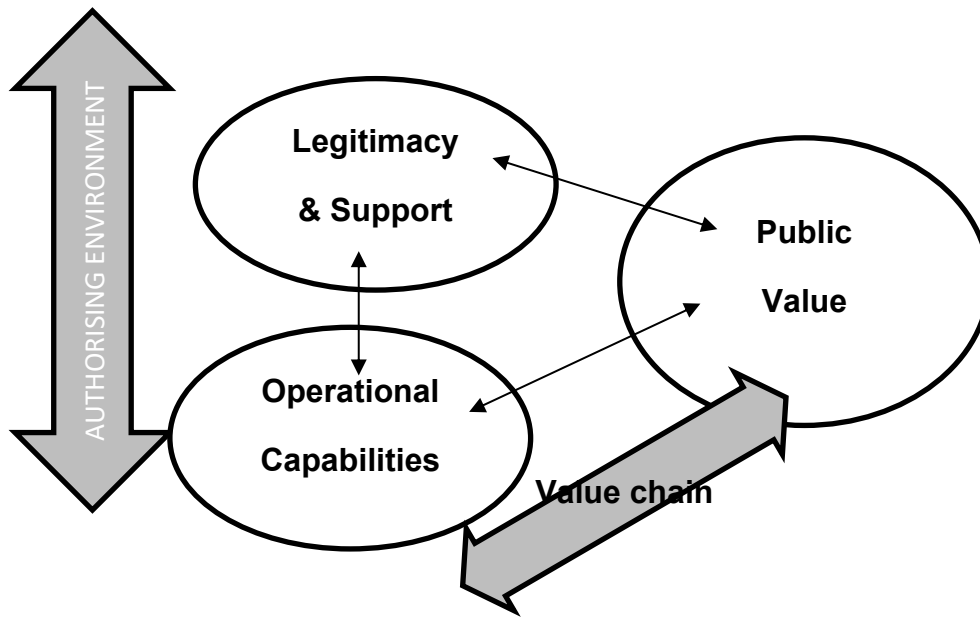 AUTHORISING ENVIRONMENT
Legitimacy
& Support
Public
Value
Operational
Capabilities
Value chain